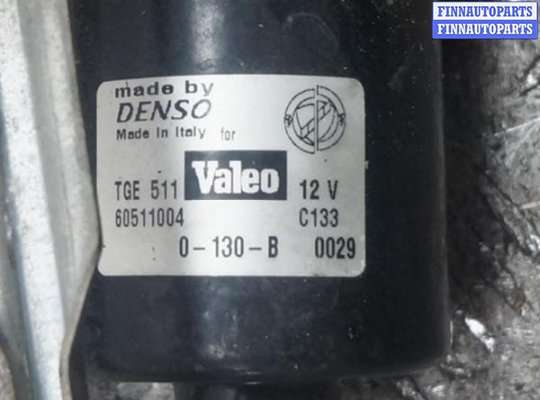 FINNAUTOPARTS
FINNAUTOPARTS
made by
DENSO
Made in Italy for
TGE 511 Valeo 12 V
60511004 C133
0-130-B 0029